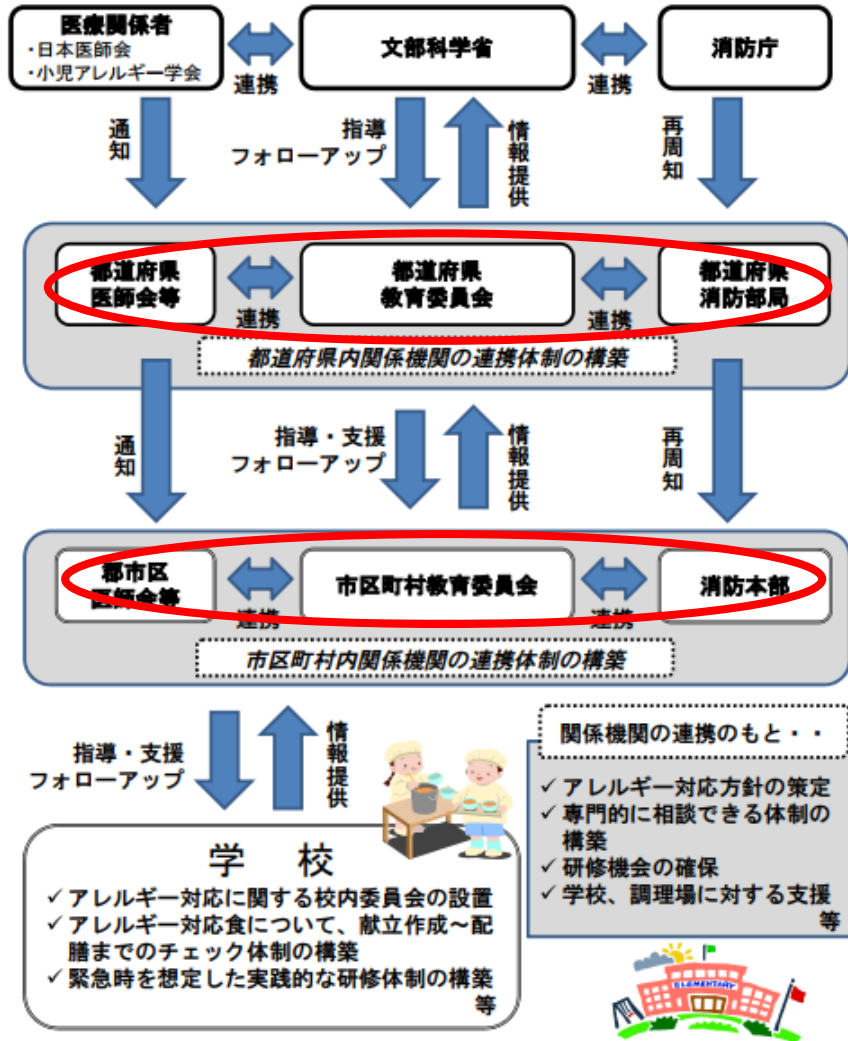 医療関係者
・日本医師会
・小児アレルギー学会
連携
文部科学省
連携
消防庁
通知
指導
フォローアップ
情報提供
再周知
都道府県
医師会等
連携
都道府県
教育委員会
連携
都道府県
消防部局
都道府県内関係機関の連携体制の構築
通知
指導・支援
フォローアップ
情報提供
再周知
郡市区
医師会等
連携
市区町村教育委員会
連携
消防本部
市区町村内関係機関の連携体制の構築
指導・支援
フォローアップ
情報提供
関係機関の連携のもと・・
✓ アレルギー対応方針の策定
✓ 専門的に相談できる体制の
構築
✓ 研修機会の確保
✓ 学校、調理場に対する支援
等
学 校
✓ アレルギー対応に関する校内委員会の設置
✓ アレルギー対応食について、献立作成～配
膳までのチェック体制の構築
✓ 緊急時を想定した実践的な研修体制の構築
等
ELEMENTARY